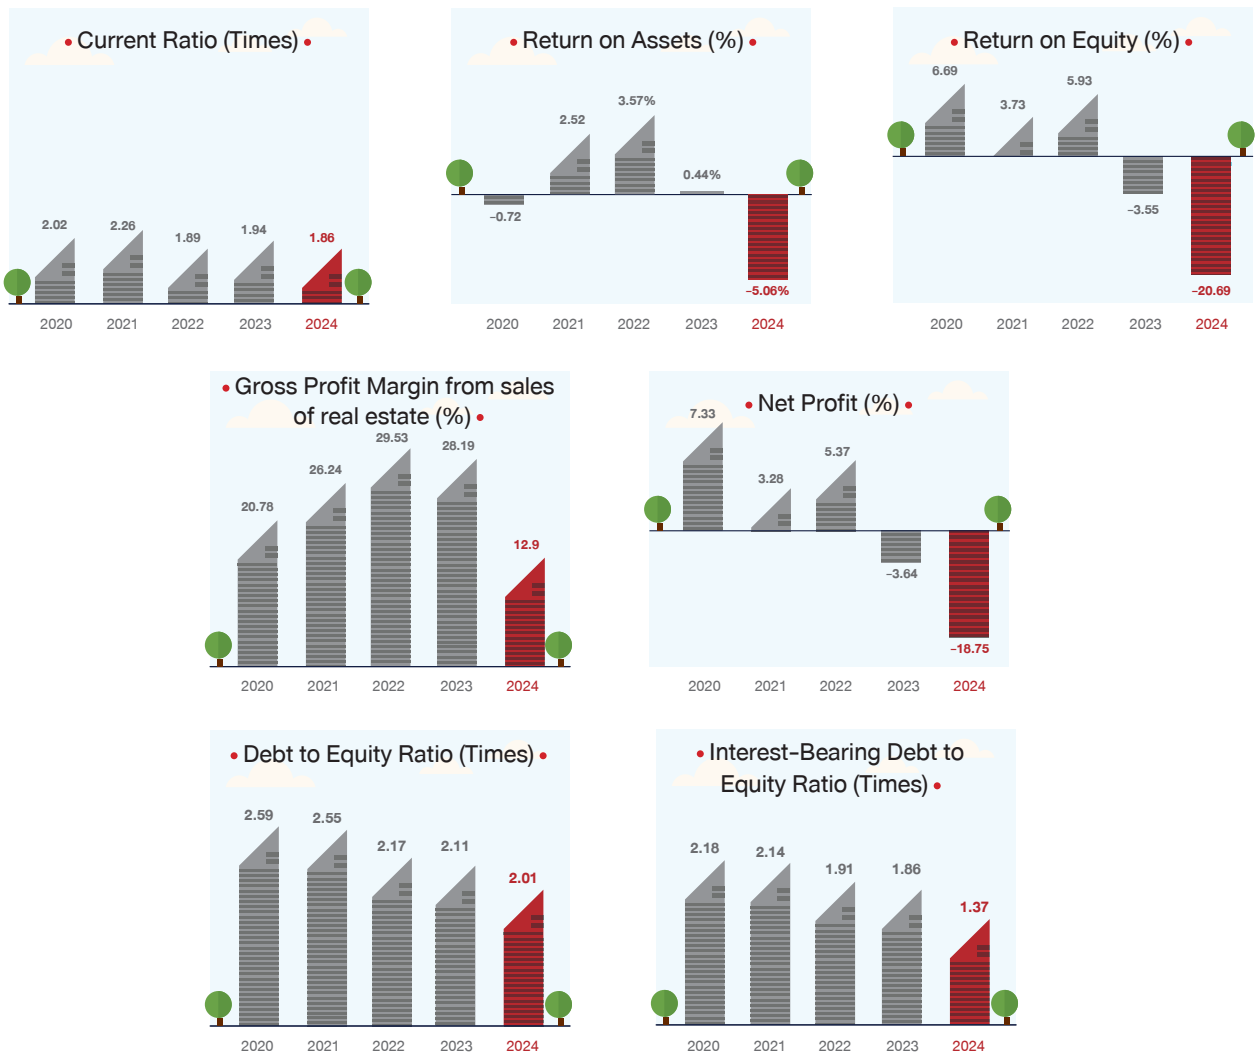 • Current Ratio (Times) •
2.02 2.26 1.89 1.94 1.86
2020 2021 2022 2023 2024
• Return on Assets (%) •
−0.72 2.52 3.57% 0.44% −5.06%
2020 2021 2022 2023 2024
• Return on Equity (%) •
6.69 3.73 5.93 −3.55 −20.69
2020 2021 2022 2023 2024
• Gross Profit Margin from sales
of real estate (%) •
20.78 26.24 29.53 28.19 12.9
2020 2021 2022 2023 2024
• Net Profit (%) •
7.33 3.28 5.37 −3.64 −18.75
2020 2021 2022 2023 2024
• Debt to Equity Ratio (Times) •
2.59 2.55 2.17 2.11 2.01
2020 2021 2022 2023 2024
• Interest−Bearing Debt to
Equity Ratio (Times) •
2.18 2.14 1.91 1.86 1.37
2020 2021 2022 2023 2024